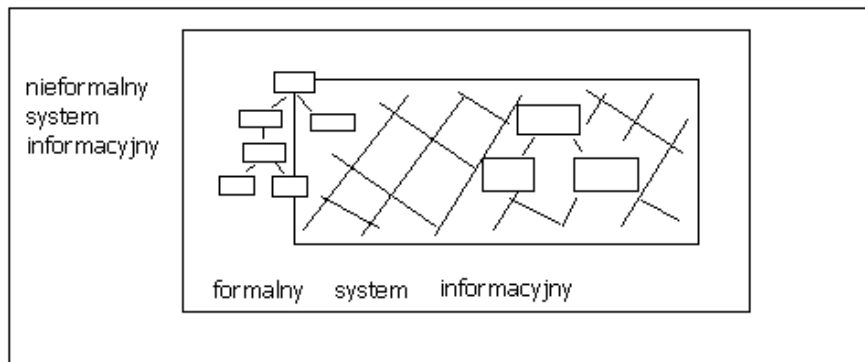 nieformalny
system
informacyjny
formalny system informacyjny